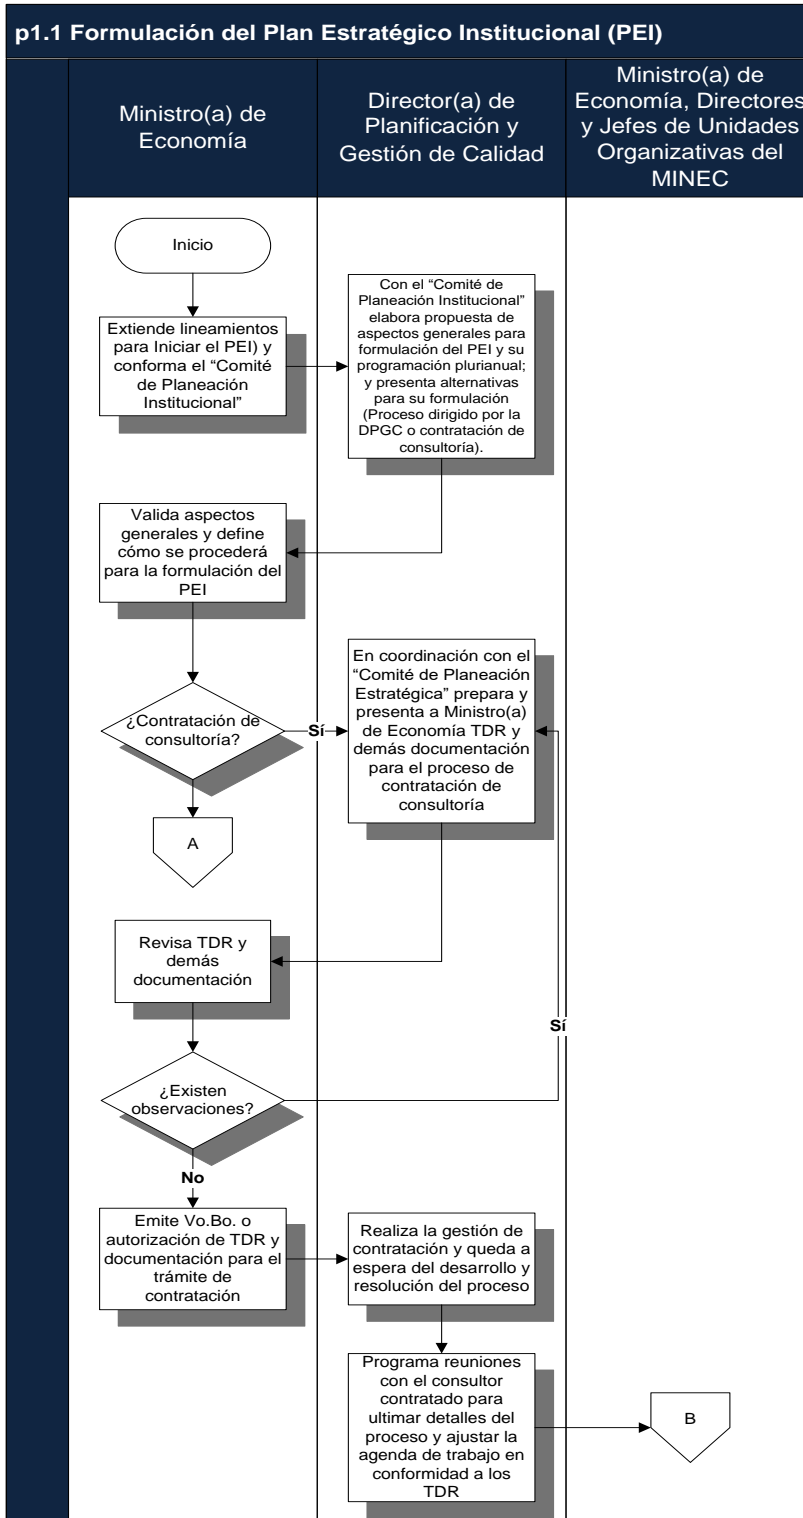 p1.1 Formulación del Plan Estratégico Institucional (PEI)
Ministro(a) de
Economía
Director(a) de
Planificación y
Gestión de Calidad
Ministro(a) de
Economía, Directores
y Jefes de Unidades
Organizativas del
MINEC
Inicio
Extiende lineamientos
para Iniciar el PEI) y
conforma el “Comité
de Planeación
Institucional”
Con el “Comité de
Planeación Institucional”
elabora propuesta de
aspectos generales para
formulación del PEI y su
programación plurianual;
y presenta alternativas
para su formulación
(Proceso dirigido por la
DPGC o contratación de
consultoría).
Valida aspectos
generales y define
cómo se procederá
para la formulación del
PEI
¿Contratación de
consultoría?
Sí
En coordinación con el
“Comité de Planeación
Estratégica” prepara y
presenta a Ministro(a)
de Economía TDR y
demás documentación
para el proceso de
contratación de
consultoría
A
Revisa TDR y
demás
documentación
Sí
¿Existen
observaciones?
No
Emite Vo.Bo. o
autorización de TDR y
documentación para el
trámite de
contratación
Realiza la gestión de
contratación y queda a
espera del desarrollo y
resolución del proceso
Programa reuniones
con el consultor
contratado para
ultimar detalles del
proceso y ajustar la
agenda de trabajo en
conformidad a los
TDR
B